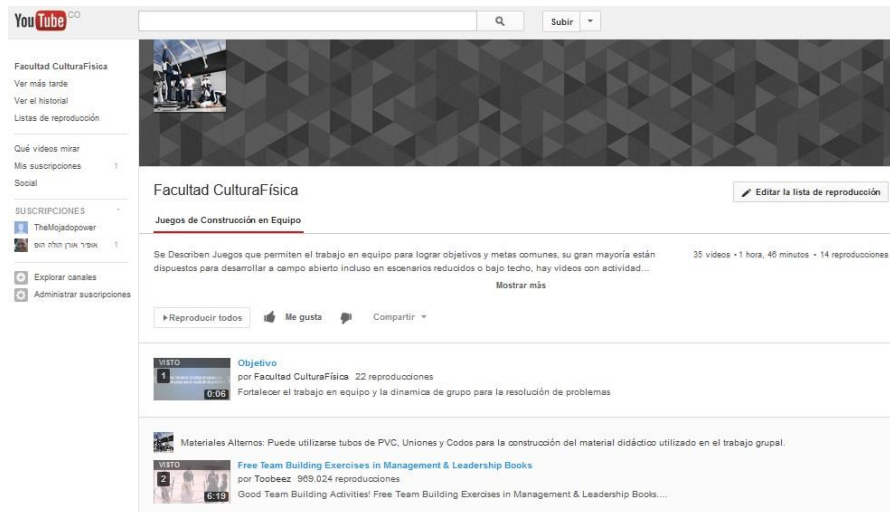 YouTube CO
Subir
Facultad CulturaFísica
Ver más tarde
Ver el historial
Listas de reproducción
Qué videos mirar
Mis suscripciones 1
Social
SUSCRIPCIONES
TheMojadopower
אופיר אורן הולה הופ 1
Explorar canales
Administrar suscripciones
Facultad CulturaFísica
Editar la lista de reproducción
Juegos de Construcción en Equipo
Se Describen Juegos que permiten el trabajo en equipo para lograr objetivos y metas comunes, su gran mayoría están
dispuestos para desarrollar a campo abierto incluso en escenarios reducidos o bajo techo, hay videos con actividad...
35 videos • 1 hora, 46 minutos • 14 reproducciones
Mostrar más
Reproducir todos
Me gusta
Compartir
VISTO
1
0:06
Objetivo
por Facultad CulturaFísica 22 reproducciones
Fortalecer el trabajo en equipo y la dinamica de grupo para la resolución de problemas
Materiales Alternos: Puede utilizarse tubos de PVC, Uniones y Codos para la construcción del material didáctico utilizado en el trabajo grupal.
VISTO
2
6:19
Free Team Building Exercises in Management & Leadership Books
por Toobeez 969.024 reproducciones
Good Team Building Activities! Free Team Building Exercises in Management & Leadership Books....